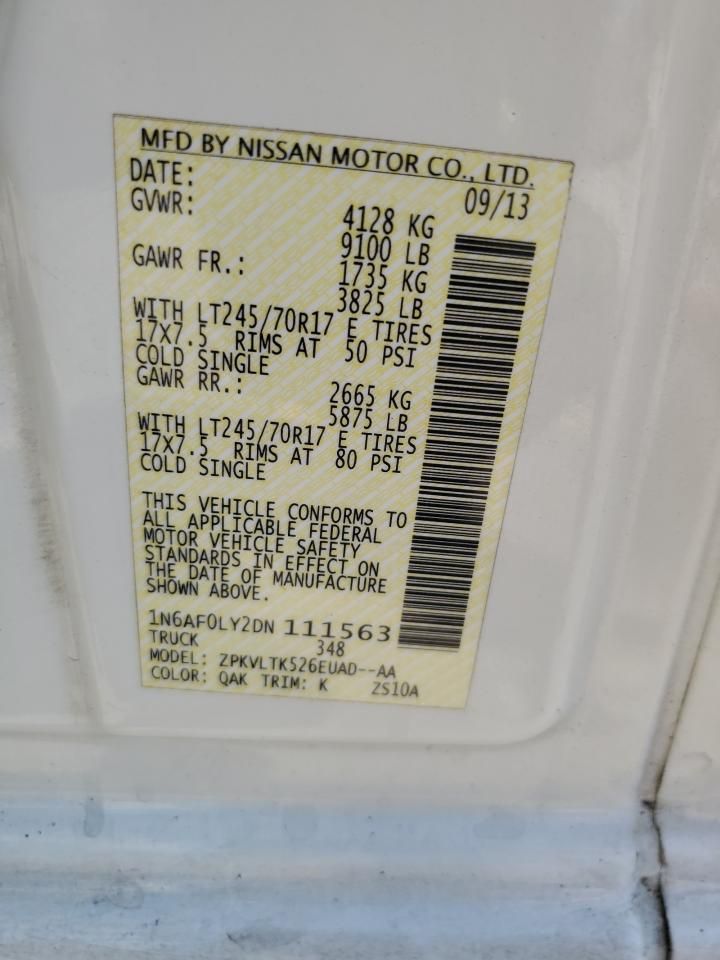 MFD BY NISSAN MOTOR CO., LTD.
DATE: 09/13
GVWR: 4128 KG
9100 LB
GAWR FR.: 1735 KG
3825 LB
WITH LT245/70R17 E TIRES
17X7.5 RIMS AT 50 PSI
COLD SINGLE
GAWR RR.: 2665 KG
5875 LB
WITH LT245/70R17 E TIRES
17X7.5 RIMS AT 80 PSI
COLD SINGLE
THIS VEHICLE CONFORMS TO
ALL APPLICABLE FEDERAL
MOTOR VEHICLE SAFETY
STANDARDS IN EFFECT ON
THE DATE OF MANUFACTURE
SHOWN ABOVE.
1N6AF0LY2DN 111563
TRUCK 348
MODEL: ZPKVLTK526EUAD--AA
COLOR: QAK TRIM: K ZS10A